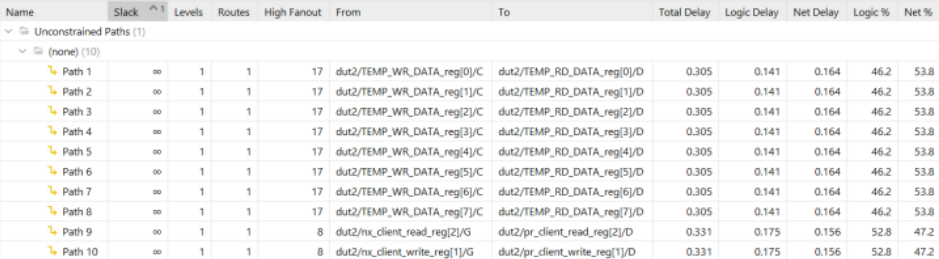 Name Slack ^1 Levels Routes High Fanout From To Total Delay Logic Delay Net Delay Logic % Net %
Unconstrained Paths (1)
(none) (10)
Path 1 ∞ 1 1 17 dut2/TEMP_WR_DATA_reg[0]/C dut2/TEMP_RD_DATA_reg[0]/D 0.305 0.141 0.164 46.2 53.8
Path 2 ∞ 1 1 17 dut2/TEMP_WR_DATA_reg[1]/C dut2/TEMP_RD_DATA_reg[1]/D 0.305 0.141 0.164 46.2 53.8
Path 3 ∞ 1 1 17 dut2/TEMP_WR_DATA_reg[2]/C dut2/TEMP_RD_DATA_reg[2]/D 0.305 0.141 0.164 46.2 53.8
Path 4 ∞ 1 1 17 dut2/TEMP_WR_DATA_reg[3]/C dut2/TEMP_RD_DATA_reg[3]/D 0.305 0.141 0.164 46.2 53.8
Path 5 ∞ 1 1 17 dut2/TEMP_WR_DATA_reg[4]/C dut2/TEMP_RD_DATA_reg[4]/D 0.305 0.141 0.164 46.2 53.8
Path 6 ∞ 1 1 17 dut2/TEMP_WR_DATA_reg[5]/C dut2/TEMP_RD_DATA_reg[5]/D 0.305 0.141 0.164 46.2 53.8
Path 7 ∞ 1 1 17 dut2/TEMP_WR_DATA_reg[6]/C dut2/TEMP_RD_DATA_reg[6]/D 0.305 0.141 0.164 46.2 53.8
Path 8 ∞ 1 1 17 dut2/TEMP_WR_DATA_reg[7]/C dut2/TEMP_RD_DATA_reg[7]/D 0.305 0.141 0.164 46.2 53.8
Path 9 ∞ 1 1 8 dut2/nx_client_read_reg[2]/G dut2/pr_client_read_reg[2]/D 0.331 0.175 0.156 52.8 47.2
Path 10 ∞ 1 1 8 dut2/nx_client_write_reg[1]/G dut2/pr_client_write_reg[1]/D 0.331 0.175 0.156 52.8 47.2